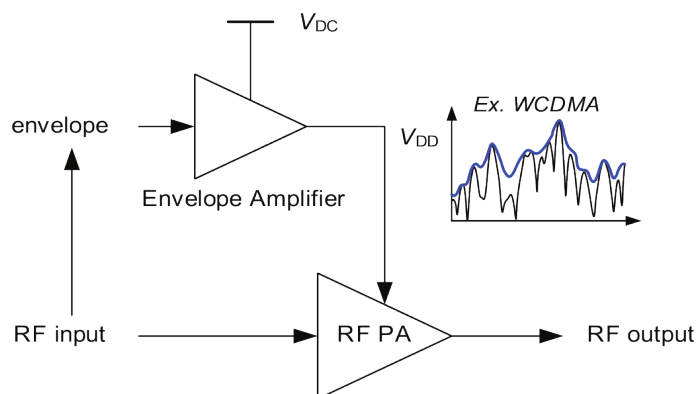 VDC
Ex. WCDMA
envelope
VDD
Envelope Amplifier
RF input
RF PA
RF output